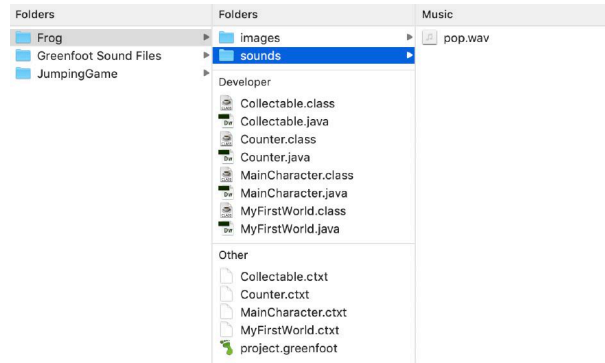 Folders
Frog
Greenfoot Sound Files
JumpingGame
Folders
images
sounds
Developer
Collectable.class
Collectable.java
Counter.class
Counter.java
MainCharacter.class
MainCharacter.java
MyFirstWorld.class
MyFirstWorld.java
Other
Collectable.ctxt
Counter.ctxt
MainCharacter.ctxt
MyFirstWorld.ctxt
project.greenfoot
Music
pop.wav